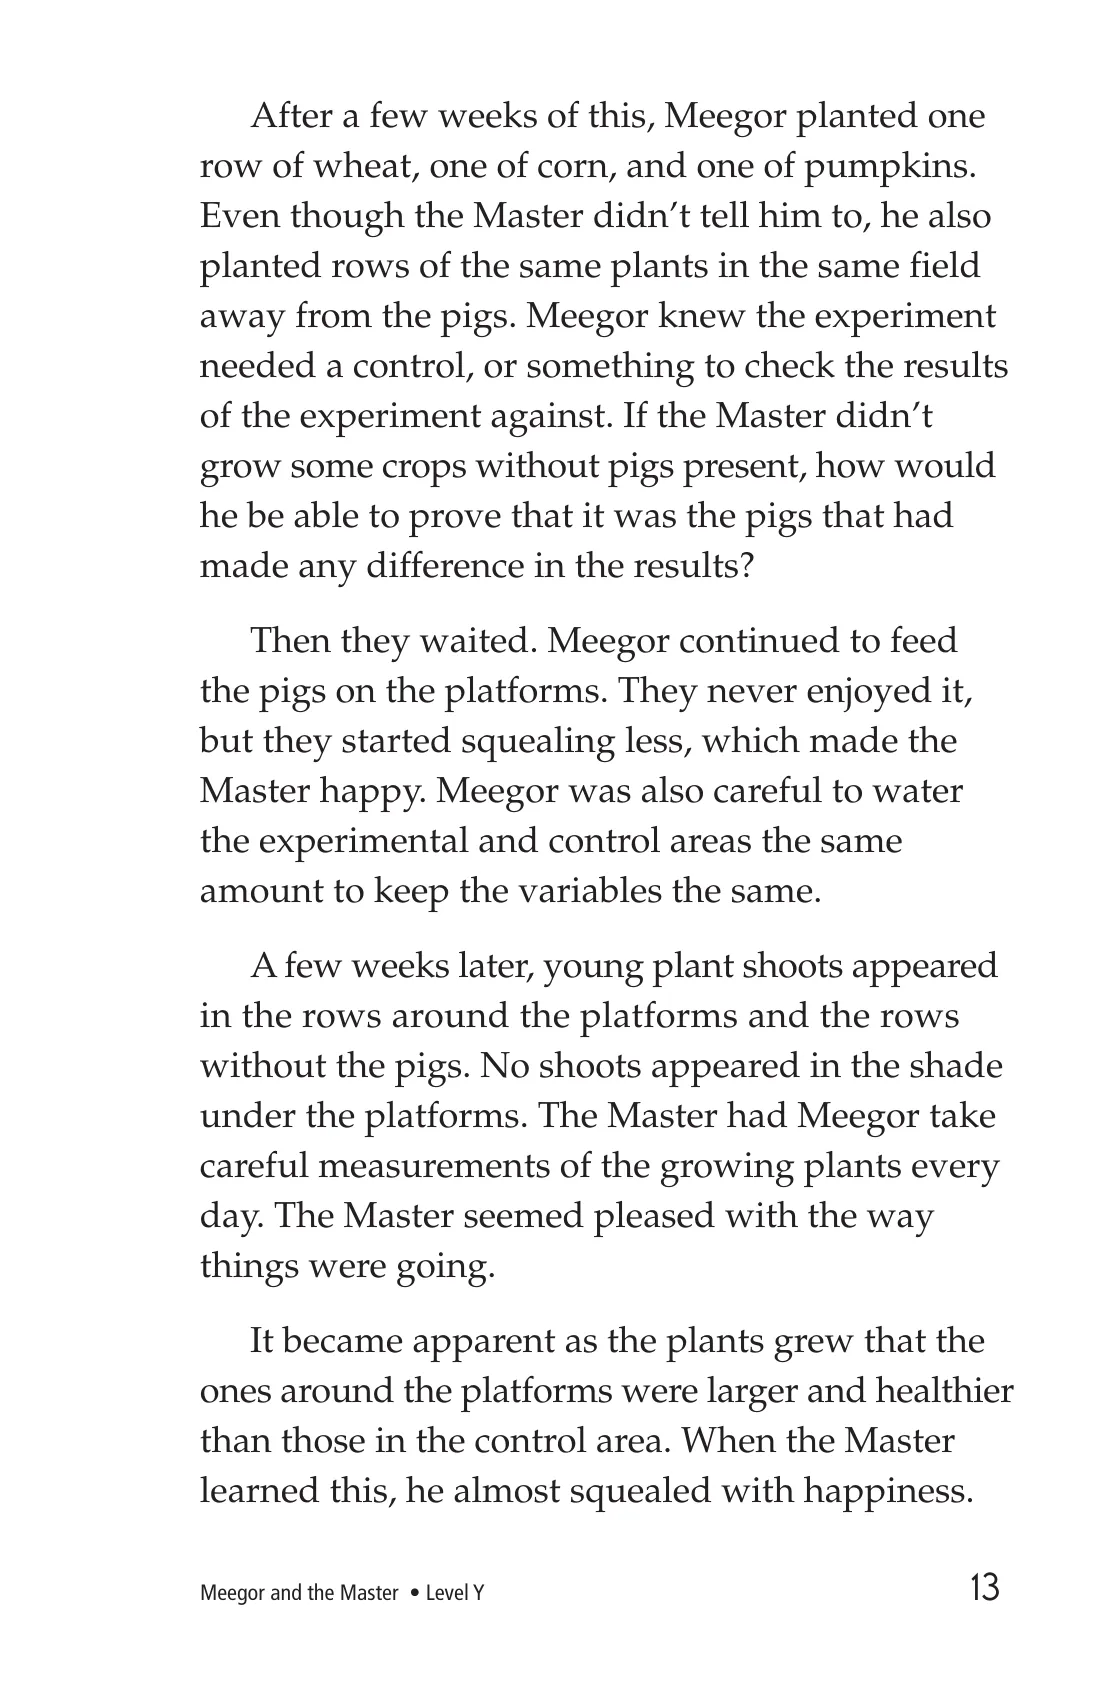 After a few weeks of this, Meegor planted one
row of wheat, one of corn, and one of pumpkins.
Even though the Master didn’t tell him to, he also
planted rows of the same plants in the same field
away from the pigs. Meegor knew the experiment
needed a control, or something to check the results
of the experiment against. If the Master didn’t
grow some crops without pigs present, how would
he be able to prove that it was the pigs that had
made any difference in the results?
Then they waited. Meegor continued to feed
the pigs on the platforms. They never enjoyed it,
but they started squealing less, which made the
Master happy. Meegor was also careful to water
the experimental and control areas the same
amount to keep the variables the same.
A few weeks later, young plant shoots appeared
in the rows around the platforms and the rows
without the pigs. No shoots appeared in the shade
under the platforms. The Master had Meegor take
careful measurements of the growing plants every
day. The Master seemed pleased with the way
things were going.
It became apparent as the plants grew that the
ones around the platforms were larger and healthier
than those in the control area. When the Master
learned this, he almost squealed with happiness.
Meegor and the Master • Level Y 13